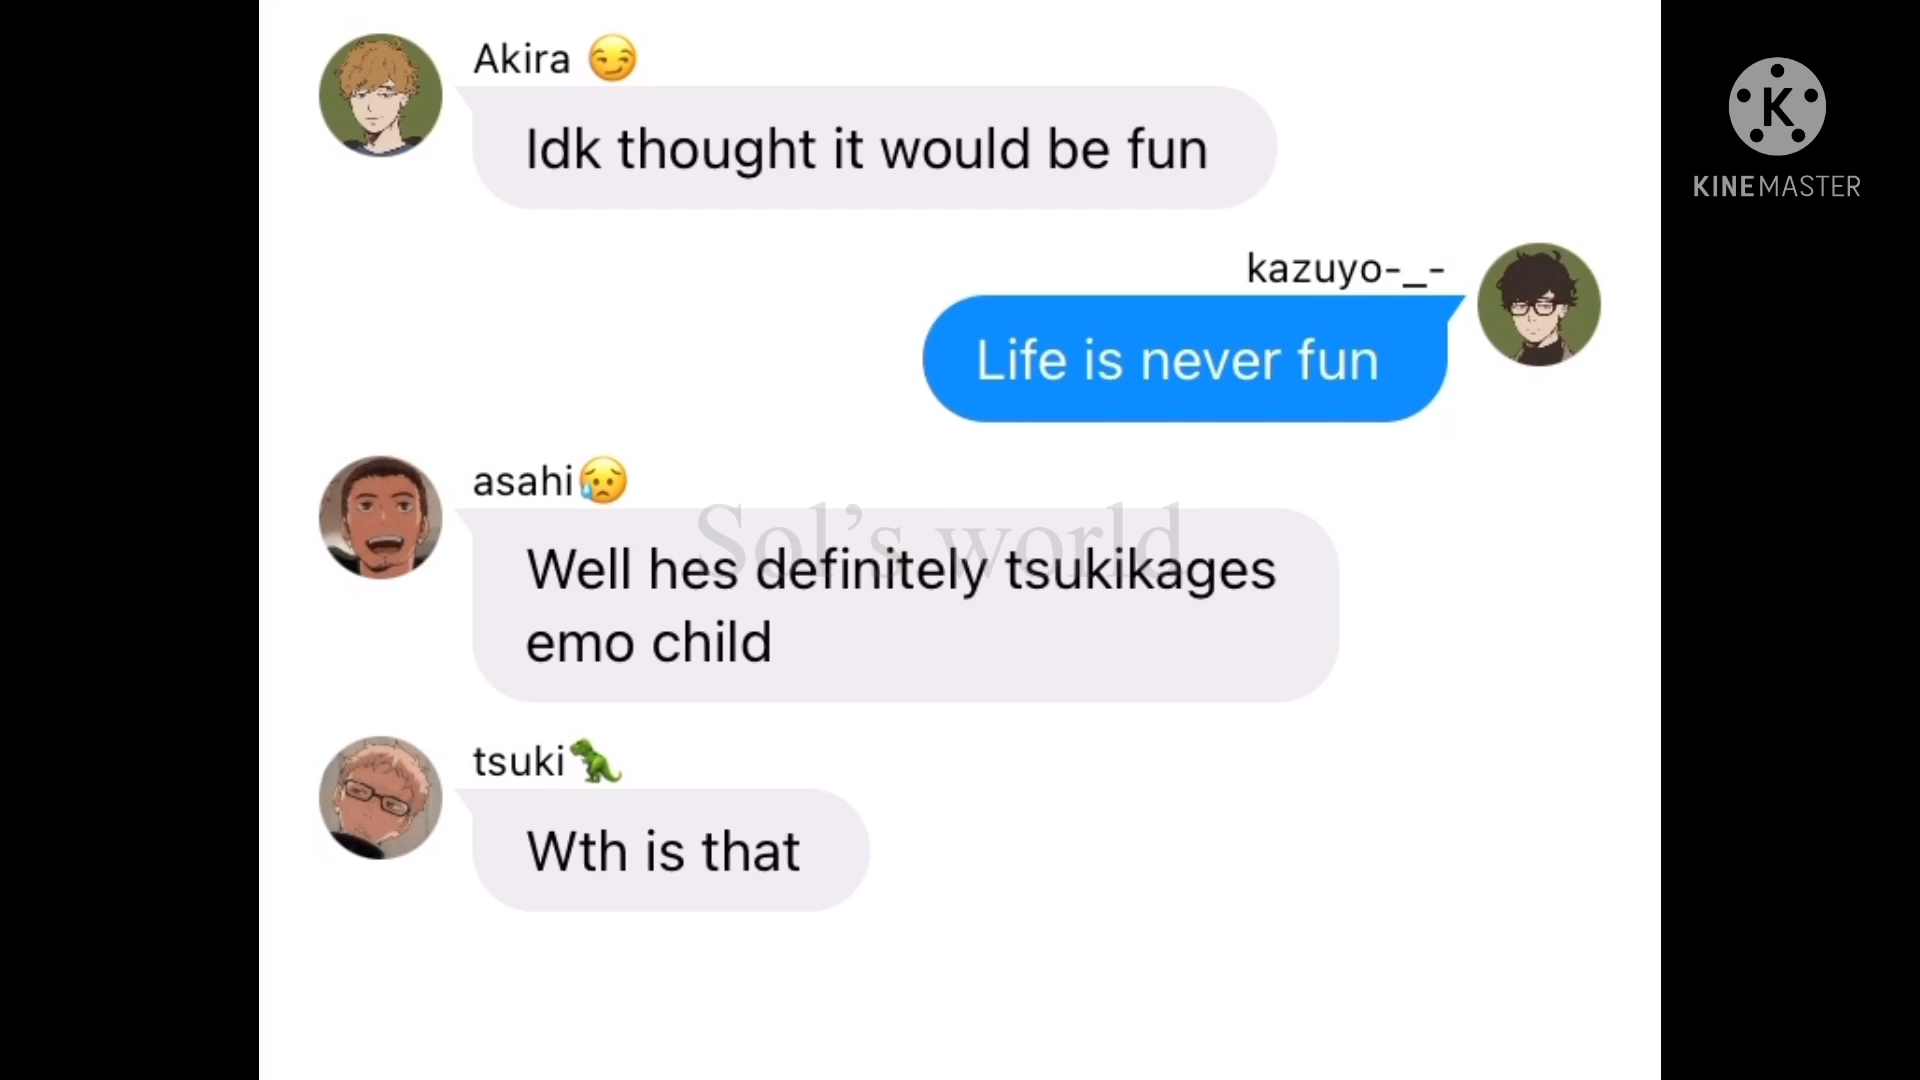 Akira 😏
Idk thought it would be fun
K
KINEMASTER
kazuyo-_-
Life is never fun
asahi😥
Sol's world
Well hes definitely tsukikages
emo child
tsuki🦖
Wth is that